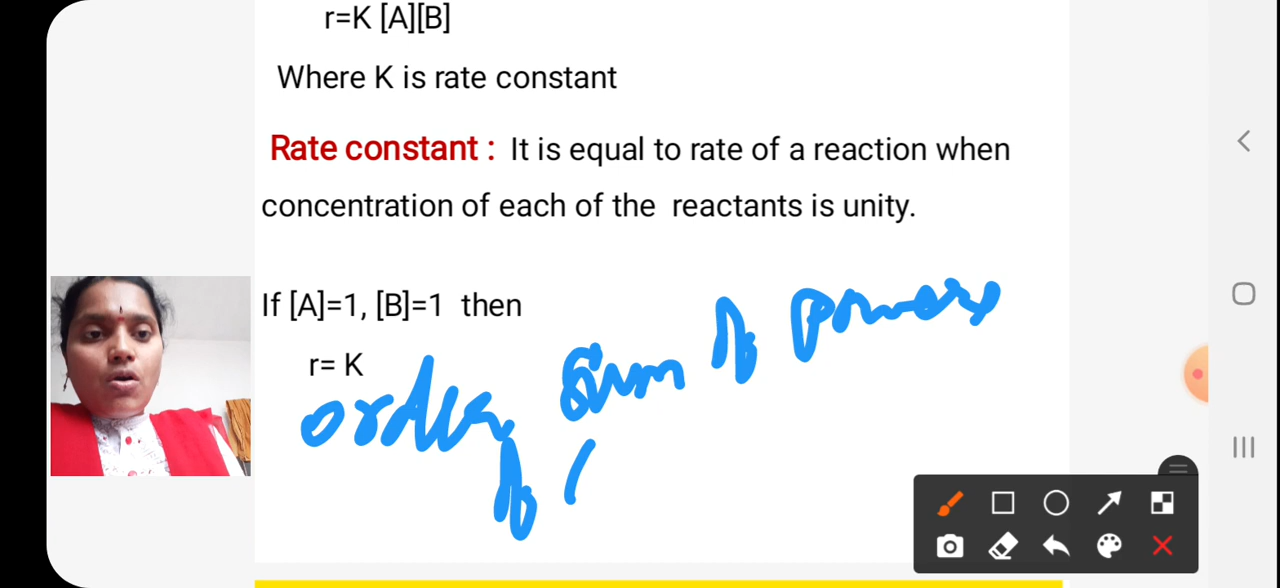 r=K [A][B]
Where K is rate constant
Rate constant : It is equal to rate of a reaction when
concentration of each of the reactants is unity.
If [A]=1, [B]=1 then
r= K
order sum of powers
of